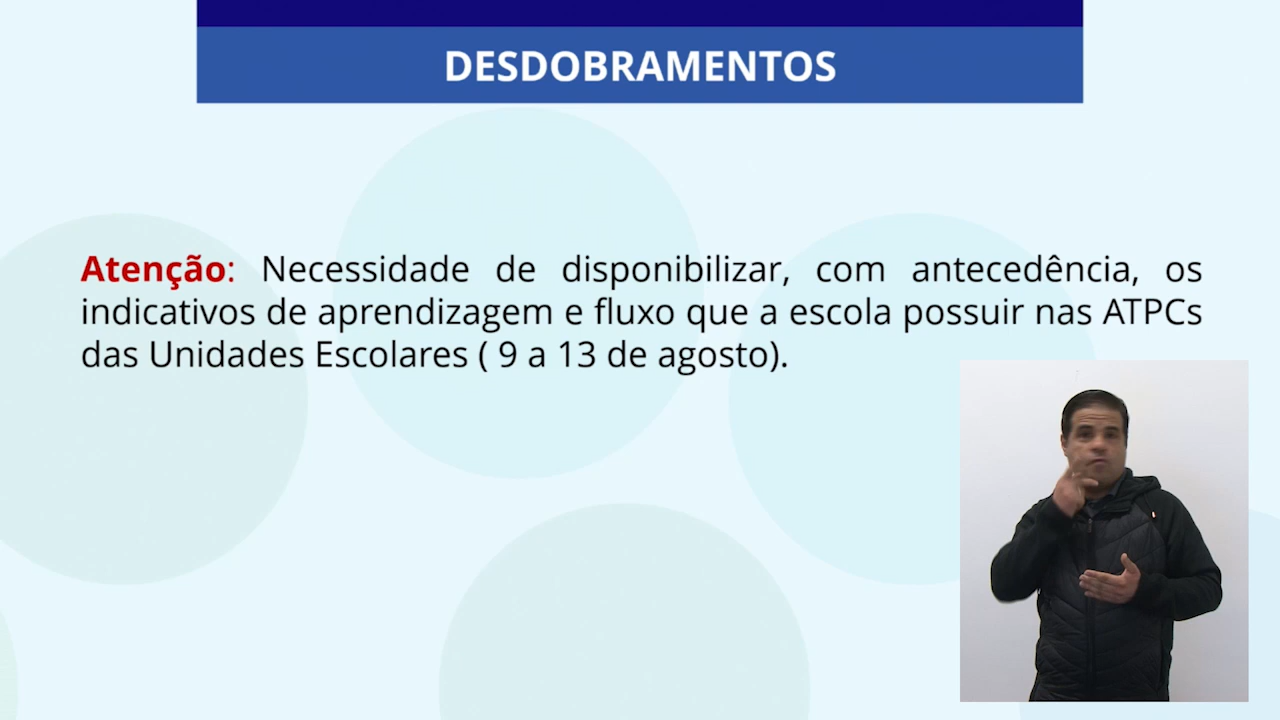 DESDOBRAMENTOS
Atenção: Necessidade de disponibilizar, com antecedência, os
indicativos de aprendizagem e fluxo que a escola possuir nas ATPCs
das Unidades Escolares ( 9 a 13 de agosto).